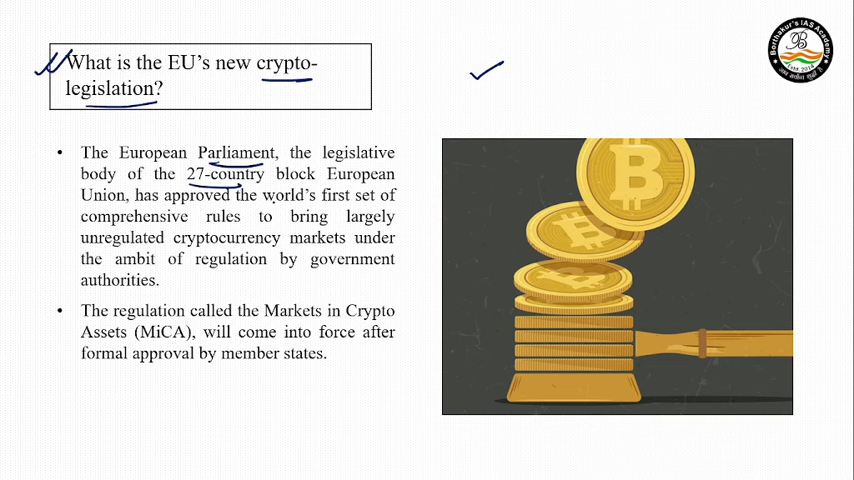 What is the EU's new crypto-
legislation?
Borthakur's IAS Academy
B
Estd. 2014
• The European Parliament, the legislative
body of the 27-country block European
Union, has approved the world's first set of
comprehensive rules to bring largely
unregulated cryptocurrency markets under
the ambit of regulation by government
authorities.
• The regulation called the Markets in Crypto
Assets (MiCA), will come into force after
formal approval by member states.